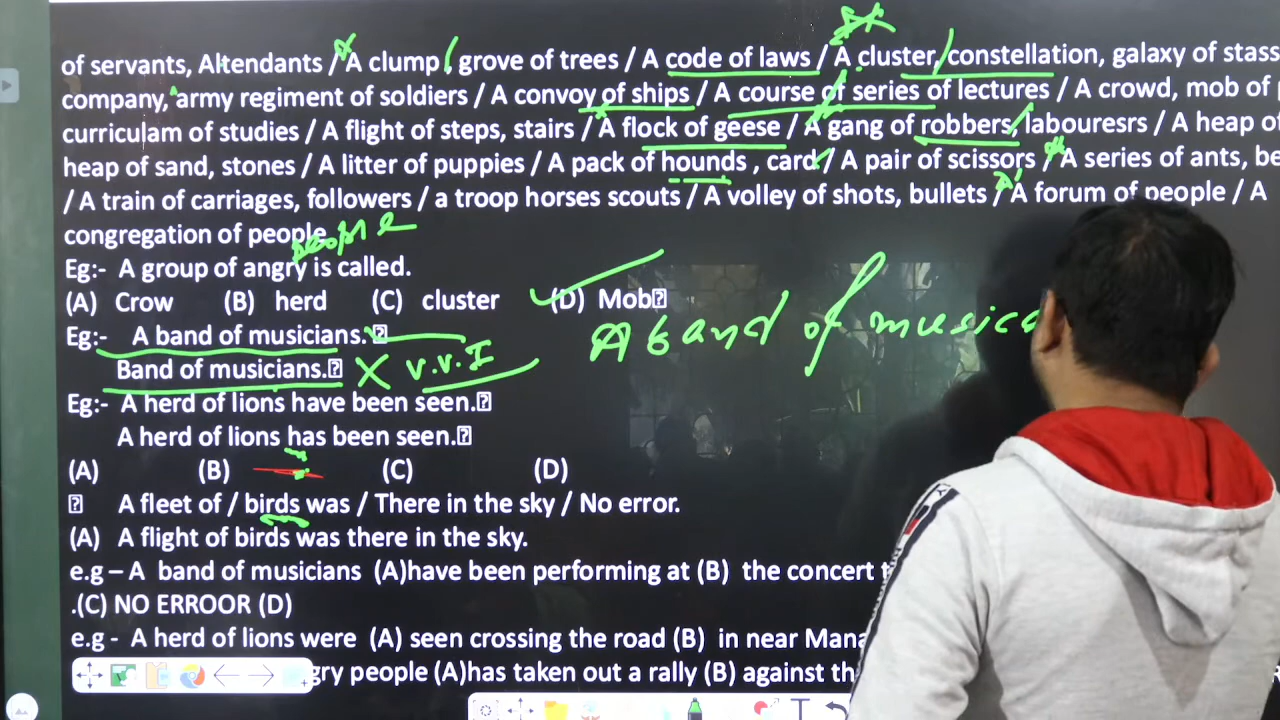 of servants, Altendants / A clump / grove of trees / A code of laws / A cluster, constellation, galaxy of stass
company, army regiment of soldiers / A convoy of ships / A course of series of lectures / A crowd, mob of
curriculam of studies / A flight of steps, stairs / A flock of geese / A gang of robbers, labouresrs / A heap of
heap of sand, stones / A litter of puppies / A pack of hounds , card / A pair of scissors / A series of ants, be
/ A train of carriages, followers / a troop horses scouts / A volley of shots, bullets / A forum of people / A
congregation of people
people
Eg:- A group of angry is called.
(A) Crow (B) herd (C) cluster (D) Mob
Eg:- A band of musicians.
A band of musica
Band of musicians. X V.V.I
Eg:- A herd of lions have been seen.
A herd of lions has been seen.
(A) (B) (C) (D)
A fleet of / birds was / There in the sky / No error.
(A) A flight of birds was there in the sky.
e.g – A band of musicians (A)have been performing at (B) the concert t
.(C) NO ERROOR (D)
e.g - A herd of lions were (A) seen crossing the road (B) in near Mana
gry people (A)has taken out a rally (B) against th